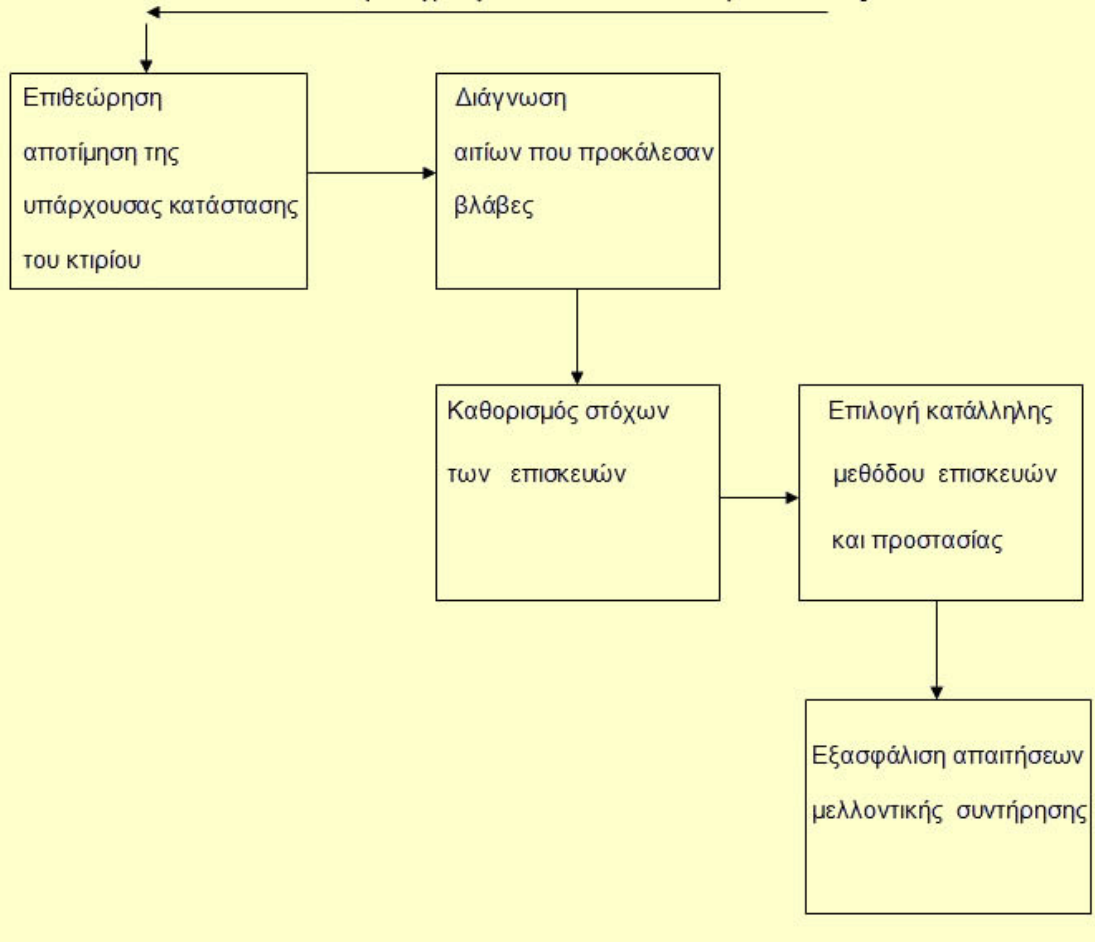 Επιθεώρηση
αποτίμηση της
υπάρχουσας κατάστασης
του κτιρίου
Διάγνωση
αιτίων που προκάλεσαν
βλάβες
Καθορισμός στόχων
των επισκευών
Επιλογή κατάλληλης
μεθόδου επισκευών
και προστασίας
Εξασφάλιση απαιτήσεων
μελλοντικής συντήρησης